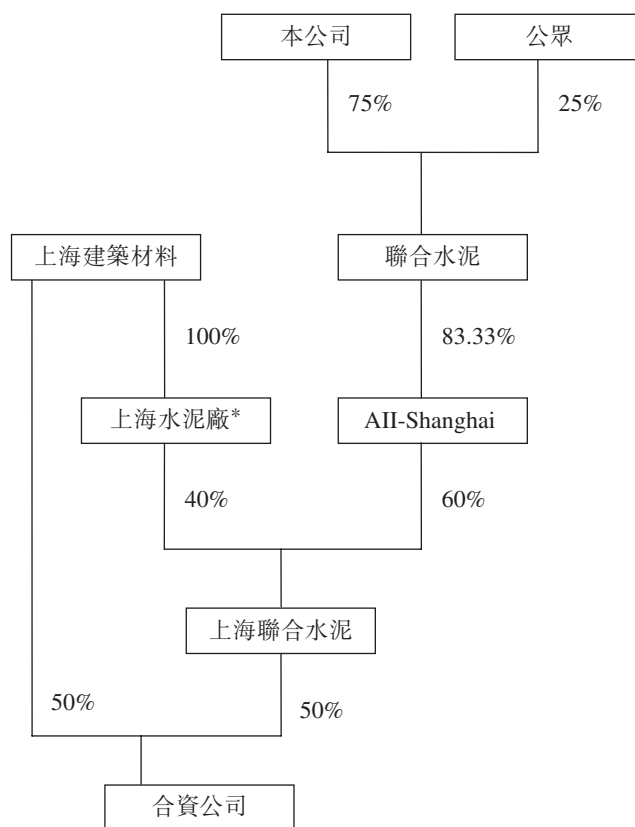 本公司
公眾
75%
25%
上海建築材料
聯合水泥
100%
83.33%
上海水泥廠*
AII-Shanghai
40%
60%
上海聯合水泥
50%
50%
合資公司